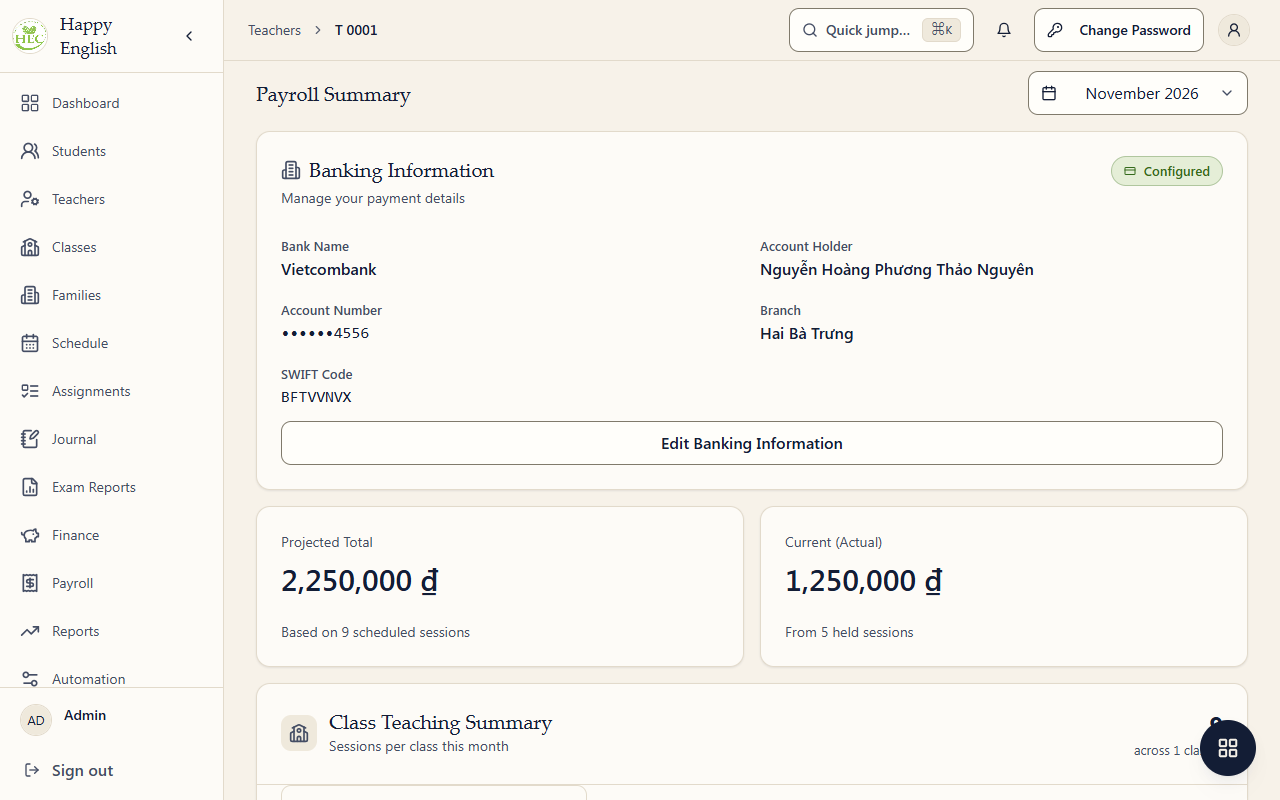 HEC
Happy
English
Dashboard
Students
Teachers
Classes
Families
Schedule
Assignments
Journal
Exam Reports
Finance
Payroll
Reports
Automation
AD
Admin
Sign out
Teachers
T 0001
Quick jump...
⌘K
Change Password
Payroll Summary
November 2026
Banking Information
Manage your payment details
Configured
Bank Name
Vietcombank
Account Holder
Nguyễn Hoàng Phương Thảo Nguyên
Account Number
••••••4556
Branch
Hai Bà Trưng
SWIFT Code
BFTVVNVX
Edit Banking Information
Projected Total
2,250,000 ₫
Based on 9 scheduled sessions
Current (Actual)
1,250,000 ₫
From 5 held sessions
Class Teaching Summary
Sessions per class this month
across 1